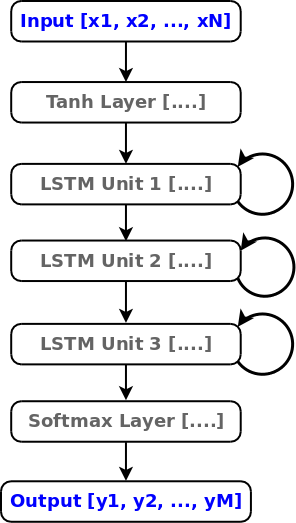 Input [x1, x2, ..., xN]
Tanh Layer [....]
LSTM Unit 1 [....]
LSTM Unit 2 [....]
LSTM Unit 3 [....]
Softmax Layer [....]
Output [y1, y2, ..., yM]